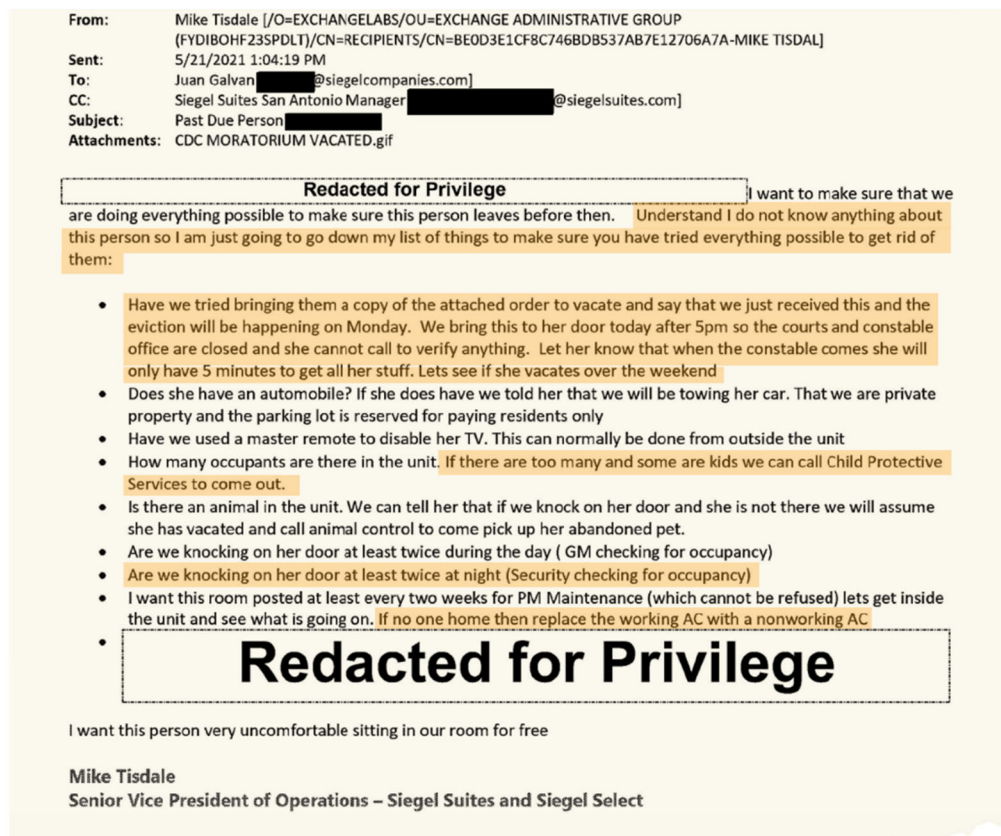 From: Mike Tisdale [/O=EXCHANGELABS/OU=EXCHANGE ADMINISTRATIVE GROUP
(FYDIBOHF23SPDLT)/CN=RECIPIENTS/CN=BE0D3E1CF8C746BDB537AB7E12706A7A-MIKE TISDAL]
Sent: 5/21/2021 1:04:19 PM
To: Juan Galvan @siegelcompanies.com]
CC: Siegel Suites San Antonio Manager @siegelsuites.com]
Subject: Past Due Person
Attachments: CDC MORATORIUM VACATED.gif
Redacted for Privilege I want to make sure that we
are doing everything possible to make sure this person leaves before then. Understand I do not know anything about
this person so I am just going to go down my list of things to make sure you have tried everything possible to get rid of
them:
• Have we tried bringing them a copy of the attached order to vacate and say that we just received this and the
eviction will be happening on Monday. We bring this to her door today after 5pm so the courts and constable
office are closed and she cannot call to verify anything. Let her know that when the constable comes she will
only have 5 minutes to get all her stuff. Lets see if she vacates over the weekend
• Does she have an automobile? If she does have we told her that we will be towing her car. That we are private
property and the parking lot is reserved for paying residents only
• Have we used a master remote to disable her TV. This can normally be done from outside the unit
• How many occupants are there in the unit. If there are too many and some are kids we can call Child Protective
Services to come out.
• Is there an animal in the unit. We can tell her that if we knock on her door and she is not there we will assume
she has vacated and call animal control to come pick up her abandoned pet.
• Are we knocking on her door at least twice during the day ( GM checking for occupancy)
• Are we knocking on her door at least twice at night (Security checking for occupancy)
• I want this room posted at least every two weeks for PM Maintenance (which cannot be refused) lets get inside
the unit and see what is going on. If no one home then replace the working AC with a nonworking AC
• Redacted for Privilege
I want this person very uncomfortable sitting in our room for free
Mike Tisdale
Senior Vice President of Operations – Siegel Suites and Siegel Select